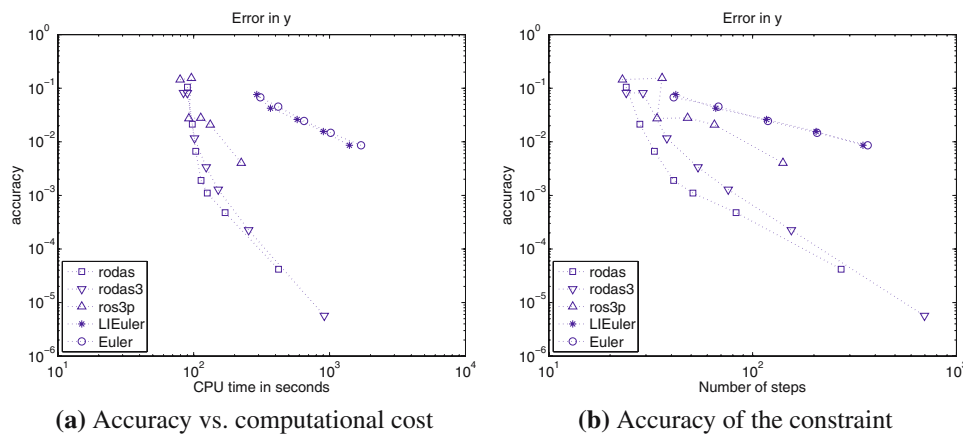 Error in y
10^0
10^-1
10^-2
10^-3
10^-4
10^-5
10^-6
accuracy
rodas
rodas3
ros3p
LIEuler
Euler
10^1
10^2
10^3
10^4
CPU time in seconds
(a) Accuracy vs. computational cost
Error in y
10^0
10^-1
10^-2
10^-3
10^-4
10^-5
10^-6
accuracy
rodas
rodas3
ros3p
LIEuler
Euler
10^1
10^2
Number of steps
(b) Accuracy of the constraint